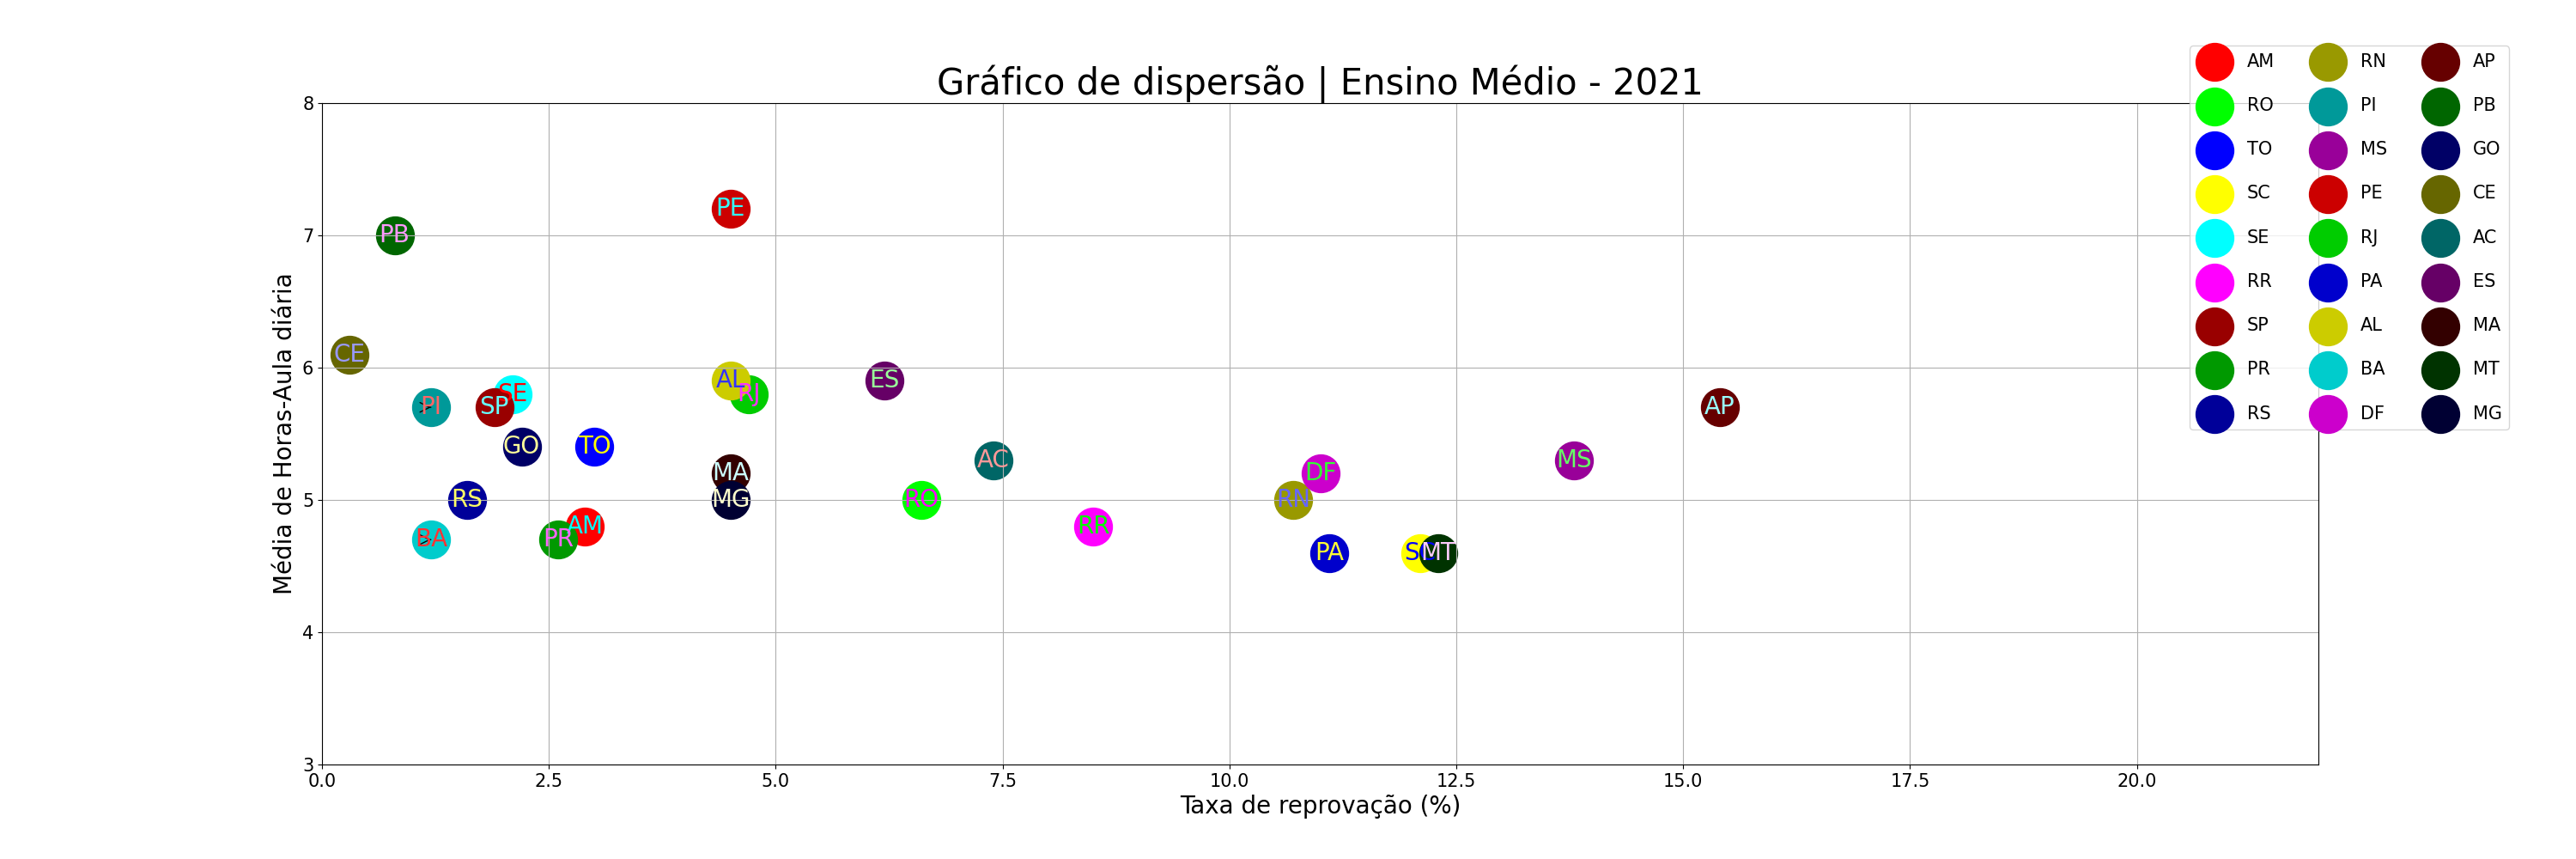 Gráfico de dispersão | Ensino Médio - 2021
AM RN AP
RO PI PB
TO MS GO
SC PE CE
SE RJ AC
RR PA ES
SP AL MA
PR BA MT
RS DF MG
Média de Horas-Aula diária
8
7
6
5
4
3
PE
PB
CE
AL
ES
RJ
SE
PI
SP
AP
GO
TO
AC
MS
MA
DF
RS
MG
RO
RN
AM
RR
BA
PR
PA
S
MT
0.0 2.5 5.0 7.5 10.0 12.5 15.0 17.5 20.0
Taxa de reprovação (%)